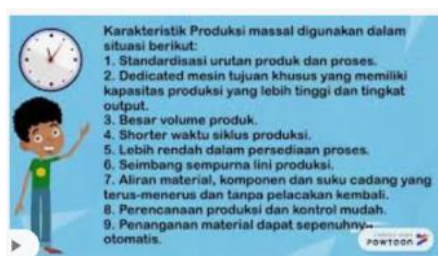 Karakteristik Produksi massal digunakan dalam
situasi berikut:
1. Standardisasi urutan produk dan proses.
2. Dedicated mesin tujuan khusus yang memiliki
kapasitas produksi yang lebih tinggi dan tingkat
output.
3. Besar volume produk.
4. Shorter waktu siklus produksi.
5. Lebih rendah dalam persediaan proses.
6. Seimbang sempurna lini produksi.
7. Aliran material, komponen dan suku cadang yang
terus-menerus dan tanpa pelacakan kembali.
8. Perencanaan produksi dan kontrol mudah.
9. Penanganan material dapat sepenuhnya
otomatis.
POWTOON